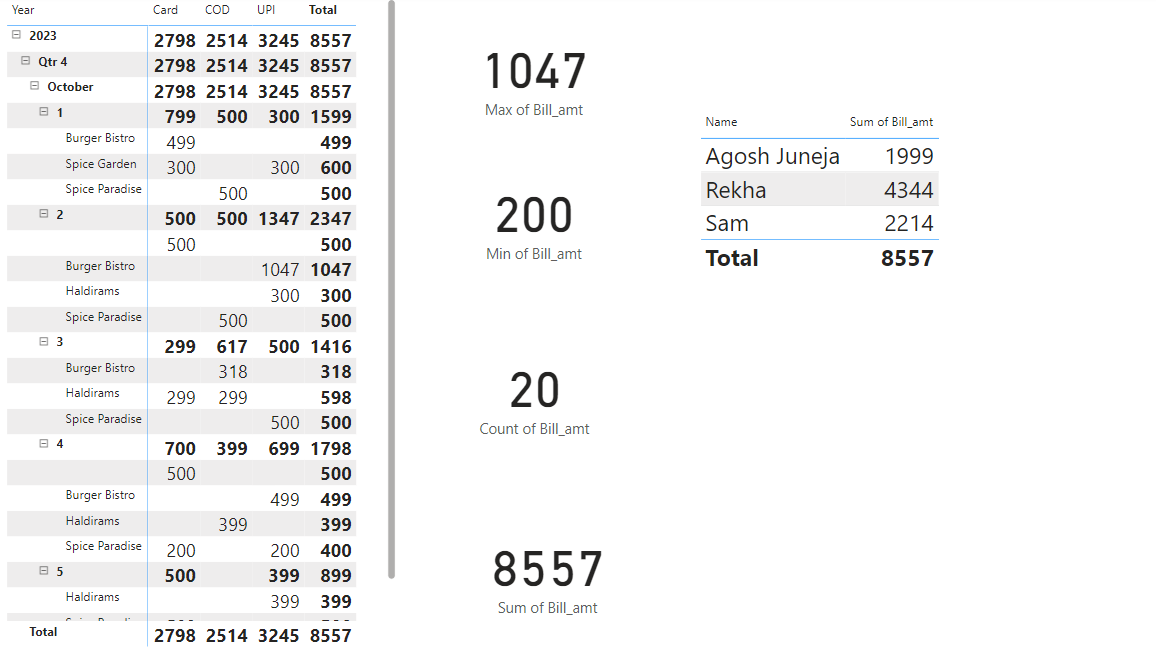 Year Card COD UPI Total
2023 2798 2514 3245 8557
Qtr 4 2798 2514 3245 8557
October 2798 2514 3245 8557
1 799 500 300 1599
Burger Bistro 499 499
Spice Garden 300 300 600
Spice Paradise 500 500
2 500 500 1347 2347
500 500
Burger Bistro 1047 1047
Haldirams 300 300
Spice Paradise 500 500
3 299 617 500 1416
Burger Bistro 318 318
Haldirams 299 299 598
Spice Paradise 500 500
4 700 399 699 1798
500 500
Burger Bistro 499 499
Haldirams 399 399
Spice Paradise 200 200 400
5 500 399 899
Haldirams 399 399
Total 2798 2514 3245 8557
1047
Max of Bill_amt
200
Min of Bill_amt
20
Count of Bill_amt
8557
Sum of Bill_amt
Name Sum of Bill_amt
Agosh Juneja 1999
Rekha 4344
Sam 2214
Total 8557